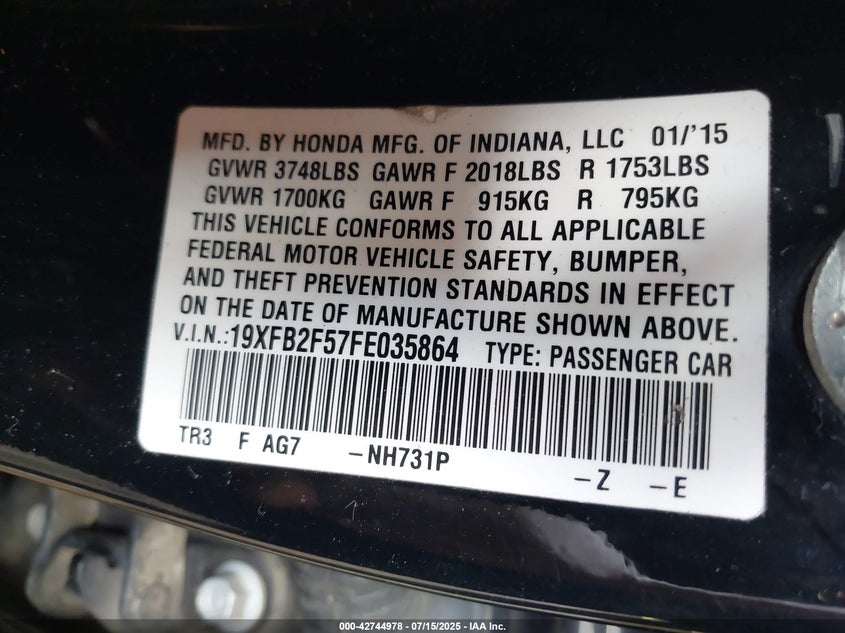 MFD. BY HONDA MFG. OF INDIANA, LLC 01/'15
GVWR 3748LBS GAWR F 2018LBS R 1753LBS
GVWR 1700KG GAWR F 915KG R 795KG
THIS VEHICLE CONFORMS TO ALL APPLICABLE
FEDERAL MOTOR VEHICLE SAFETY, BUMPER,
AND THEFT PREVENTION STANDARDS IN EFFECT
ON THE DATE OF MANUFACTURE SHOWN ABOVE.
V.I.N.:19XFB2F57FE035864 TYPE: PASSENGER CAR
TR3 F AG7 -NH731P -Z -E
000-42744978 - 07/15/2025 - IAA Inc.